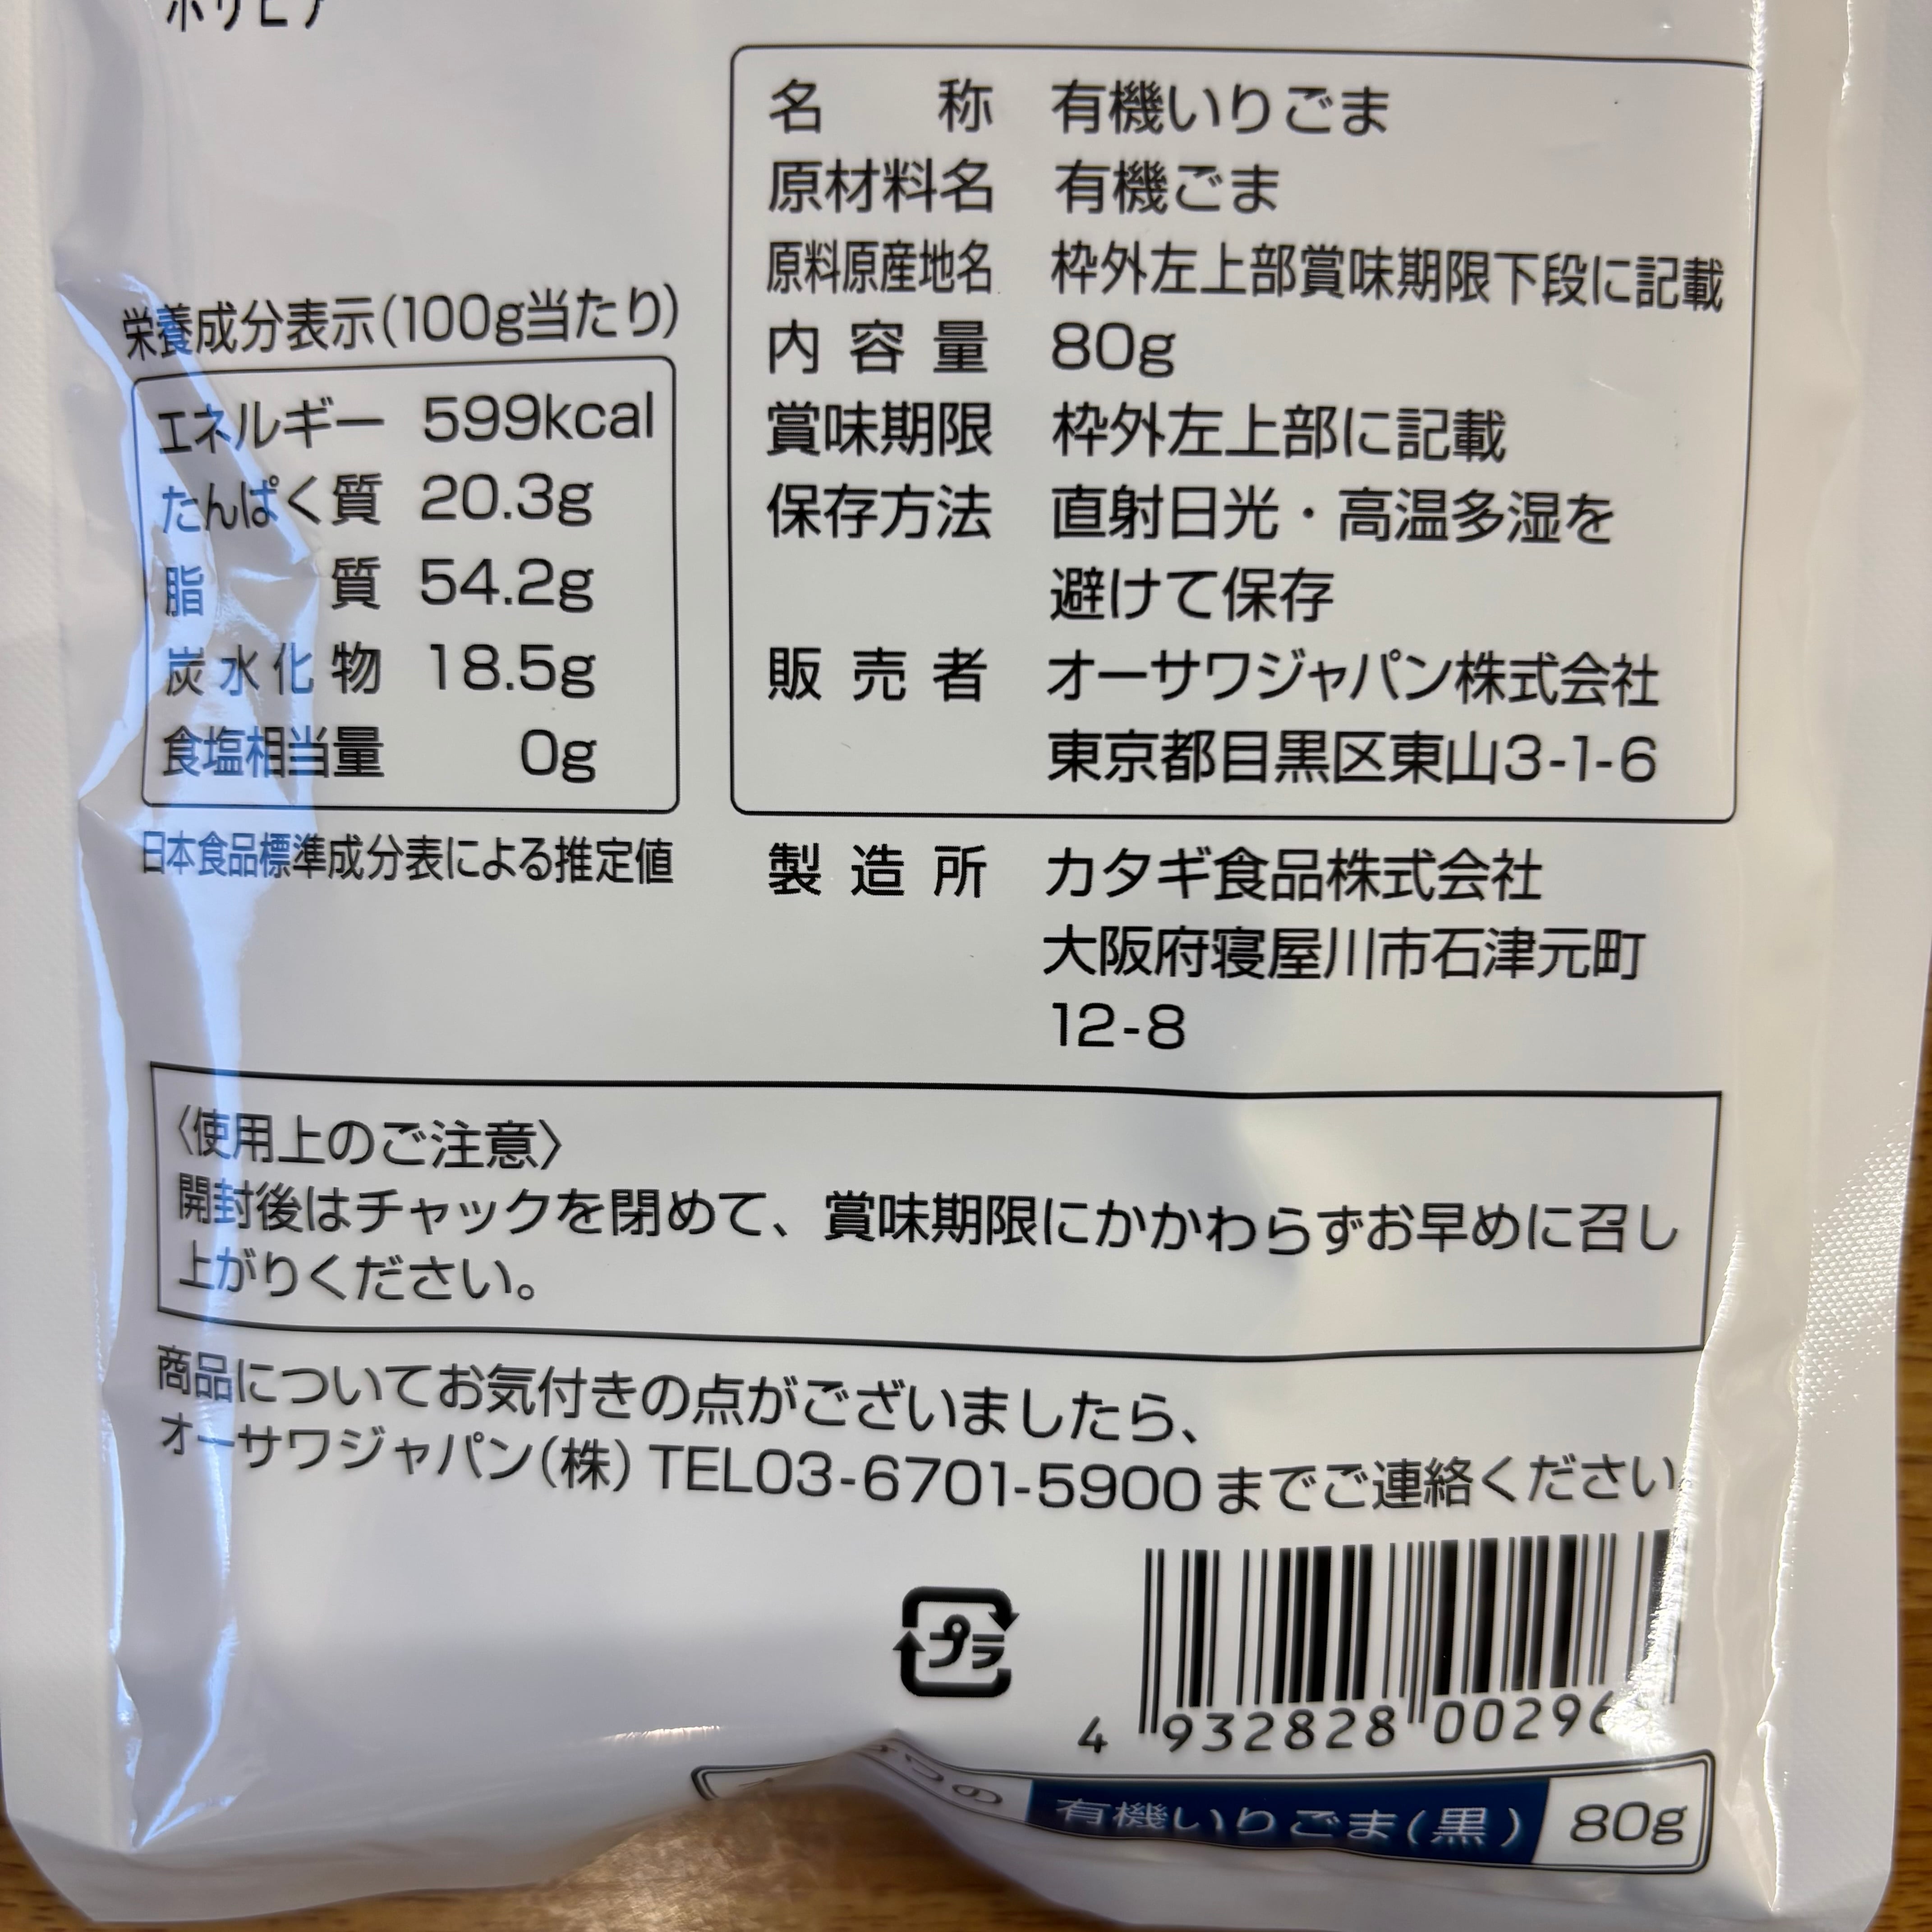 ボリビア
名称 有機いりごま
原材料名 有機ごま
原料原産地名 枠外左上部賞味期限下段に記載
内容量 80g
賞味期限 枠外左上部に記載
保存方法 直射日光・高温多湿を
避けて保存
販売者 オーサワジャパン株式会社
東京都目黒区東山3-1-6
製造所 カタギ食品株式会社
大阪府寝屋川市石津元町
12-8
栄養成分表示(100g当たり)
エネルギー 599kcal
たんぱく質 20.3g
脂質 54.2g
炭水化物 18.5g
食塩相当量 0g
日本食品標準成分表による推定値
〈使用上のご注意〉
開封後はチャックを閉めて、賞味期限にかかわらずお早めに召し
上がりください。
商品についてお気付きの点がございましたら、
オーサワジャパン(株) TEL03-6701-5900までご連絡ください
プラ
4 932828 00296
有機いりごま(黒) 80g